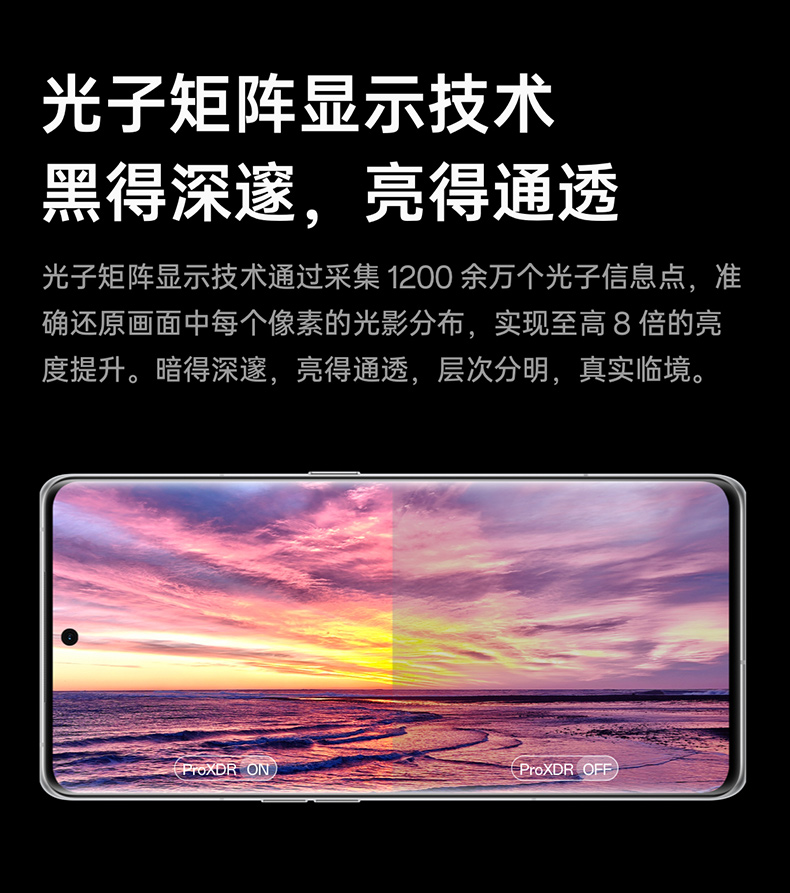 光子矩阵显示技术
黑得深邃，亮得通透
光子矩阵显示技术通过采集 1200 余万个光子信息点，准
确还原画面中每个像素的光影分布，实现至高 8 倍的亮
度提升。暗得深邃，亮得通透，层次分明，真实临境。
ProXDR ON
ProXDR OFF